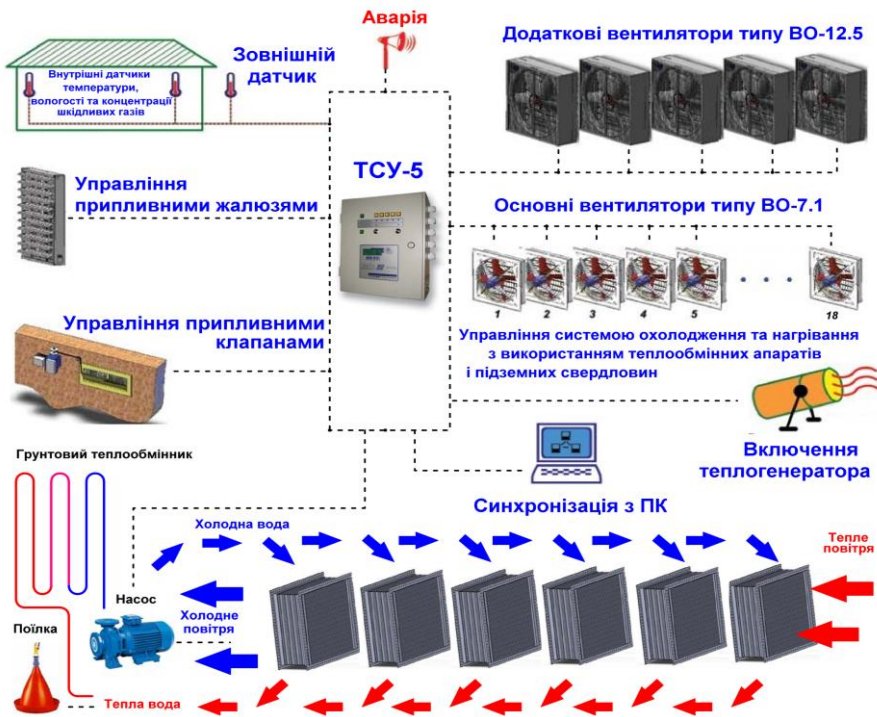 Аварія
Додаткові вентилятори типу ВО-12.5
Зовнішній
датчик
Внутрішні датчики
температури,
вологості та концентрації
шкідливих газів
ТСУ-5
Управління
припливними жалюзями
Основні вентилятори типу ВО-7.1
1 2 3 4 5 18
Управління припливними
клапанами
Управління системою охолодження та нагрівання
з використанням теплообмінних апаратів
і підземних свердловин
Включення
теплогенератора
Грунтовий теплообмінник
Синхронізація з ПК
Холодна вода
Тепле
повітря
Насос
Холодне
повітря
Поїлка
Тепла вода